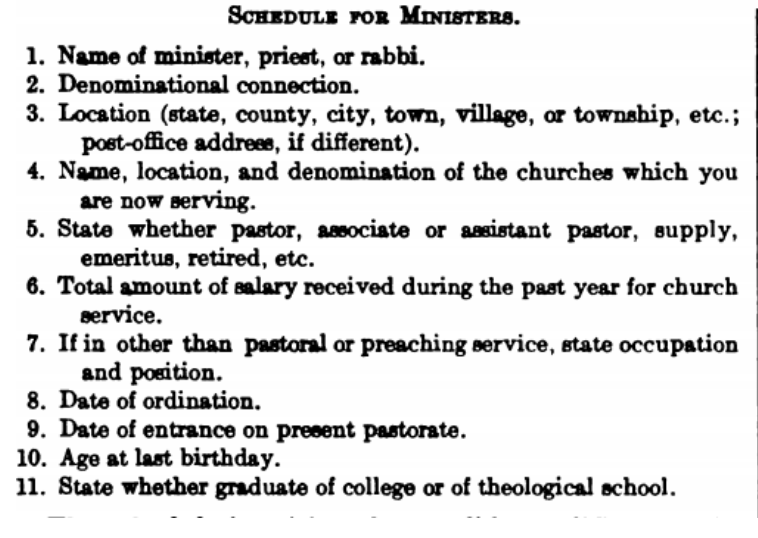 SCHEDULE FOR MINISTERS.
1. Name of minister, priest, or rabbi.
2. Denominational connection.
3. Location (state, county, city, town, village, or township, etc.;
post-office address, if different).
4. Name, location, and denomination of the churches which you
are now serving.
5. State whether pastor, associate or assistant pastor, supply,
emeritus, retired, etc.
6. Total amount of salary received during the past year for church
service.
7. If in other than pastoral or preaching service, state occupation
and position.
8. Date of ordination.
9. Date of entrance on present pastorate.
10. Age at last birthday.
11. State whether graduate of college or of theological school.